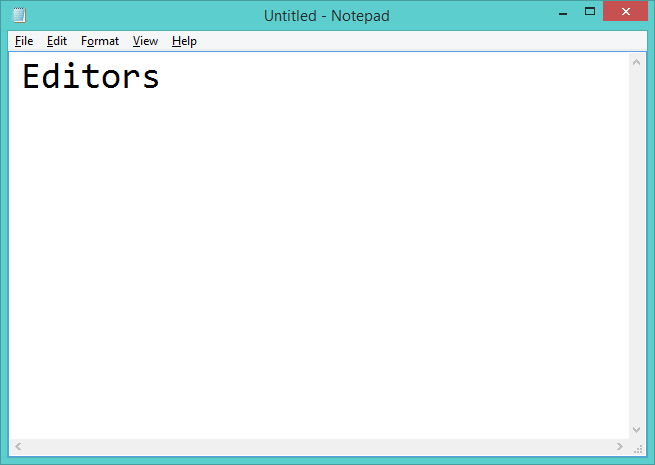 Untitled - Notepad
File Edit Format View Help
Editors